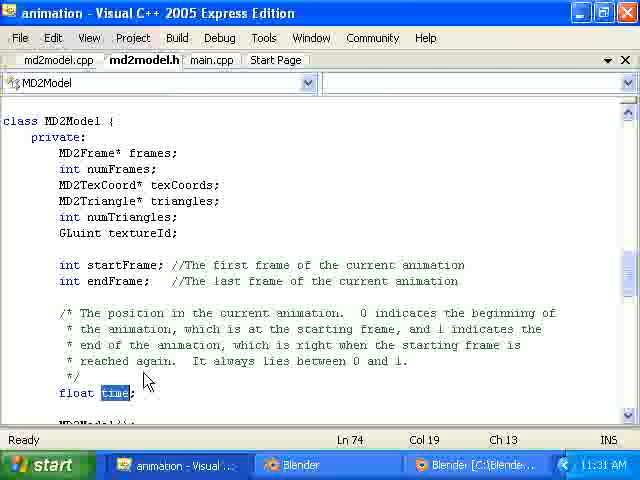 animation - Visual C++ 2005 Express Edition
File Edit View Project Build Debug Tools Window Community Help
md2model.cpp md2model.h main.cpp Start Page
MD2Model
class MD2Model {
private:
MD2Frame* frames;
int numFrames;
MD2TexCoord* texCoords;
MD2Triangle* triangles;
int numTriangles;
GLuint textureId;
int startFrame; //The first frame of the current animation
int endFrame; //The last frame of the current animation
/* The position in the current animation. 0 indicates the beginning of
* the animation, which is at the starting frame, and 1 indicates the
* end of the animation, which is right when the starting frame is
* reached again. It always lies between 0 and 1.
*/
float time;
Ready Ln 74 Col 19 Ch 13 INS
start animation - Visual ... Blender Blender [C:\Blende... 11:31 AM